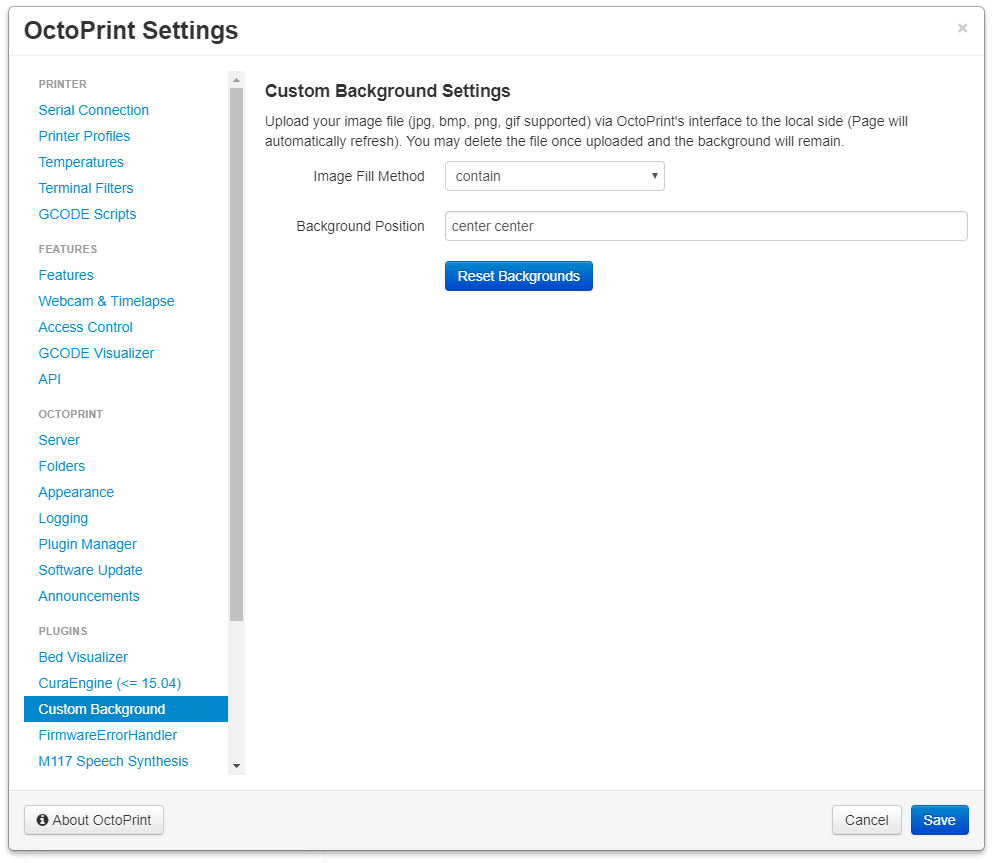 OctoPrint Settings
×
PRINTER
Serial Connection
Printer Profiles
Temperatures
Terminal Filters
GCODE Scripts
FEATURES
Features
Webcam & Timelapse
Access Control
GCODE Visualizer
API
OCTOPRINT
Server
Folders
Appearance
Logging
Plugin Manager
Software Update
Announcements
PLUGINS
Bed Visualizer
CuraEngine (<= 15.04)
Custom Background
FirmwareErrorHandler
M117 Speech Synthesis
Custom Background Settings
Upload your image file (jpg, bmp, png, gif supported) via OctoPrint's interface to the local side (Page will
automatically refresh). You may delete the file once uploaded and the background will remain.
Image Fill Method contain
Background Position center center
Reset Backgrounds
About OctoPrint
Cancel
Save